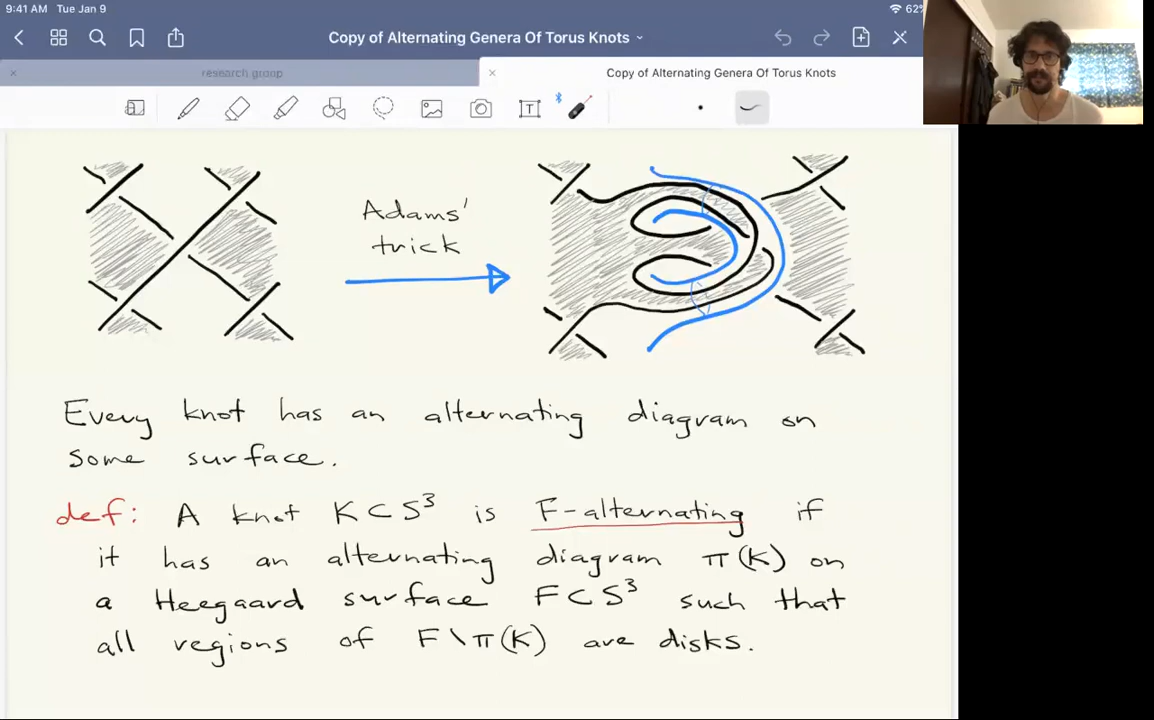 9:41 AM Tue Jan 9
62%
Copy of Alternating Genera Of Torus Knots
research group
Copy of Alternating Genera Of Torus Knots
T
Adams'
trick
Every knot has an alternating diagram on
some surface.
def: A knot K⊂S³ is F-alternating if
it has an alternating diagram π(K) on
a Heegaard surface F⊂S³ such that
all regions of F\π(K) are disks.